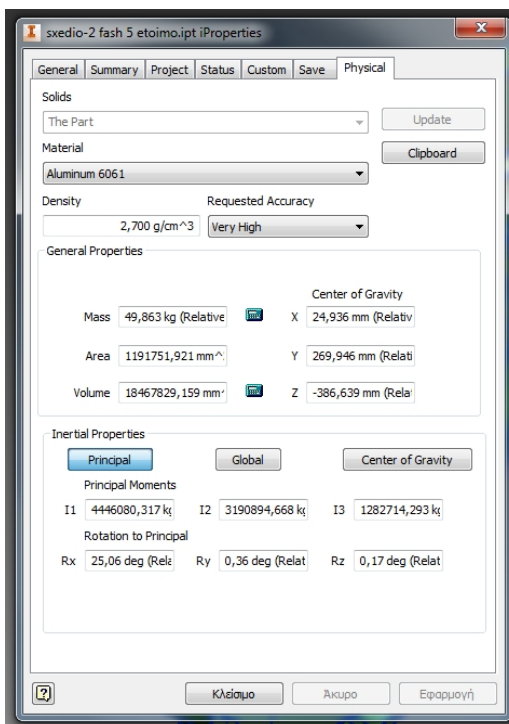 sxedio-2 fash 5 etoimo.ipt iProperties
General Summary Project Status Custom Save Physical
Solids
The Part
Update
Material
Clipboard
Aluminum 6061
Density Requested Accuracy
2,700 g/cm^3 Very High
General Properties
Center of Gravity
Mass 49,863 kg (Relative X 24,936 mm (Relativ
Area 1191751,921 mm^ Y 269,946 mm (Relati
Volume 18467829,159 mm^ Z -386,639 mm (Rela
Inertial Properties
Principal Global Center of Gravity
Principal Moments
I1 4446080,317 kg I2 3190894,668 kg I3 1282714,293 kg
Rotation to Principal
Rx 25,06 deg (Rela Ry 0,36 deg (Relat Rz 0,17 deg (Relat
Κλείσιμο Άκυρο Εφαρμογή